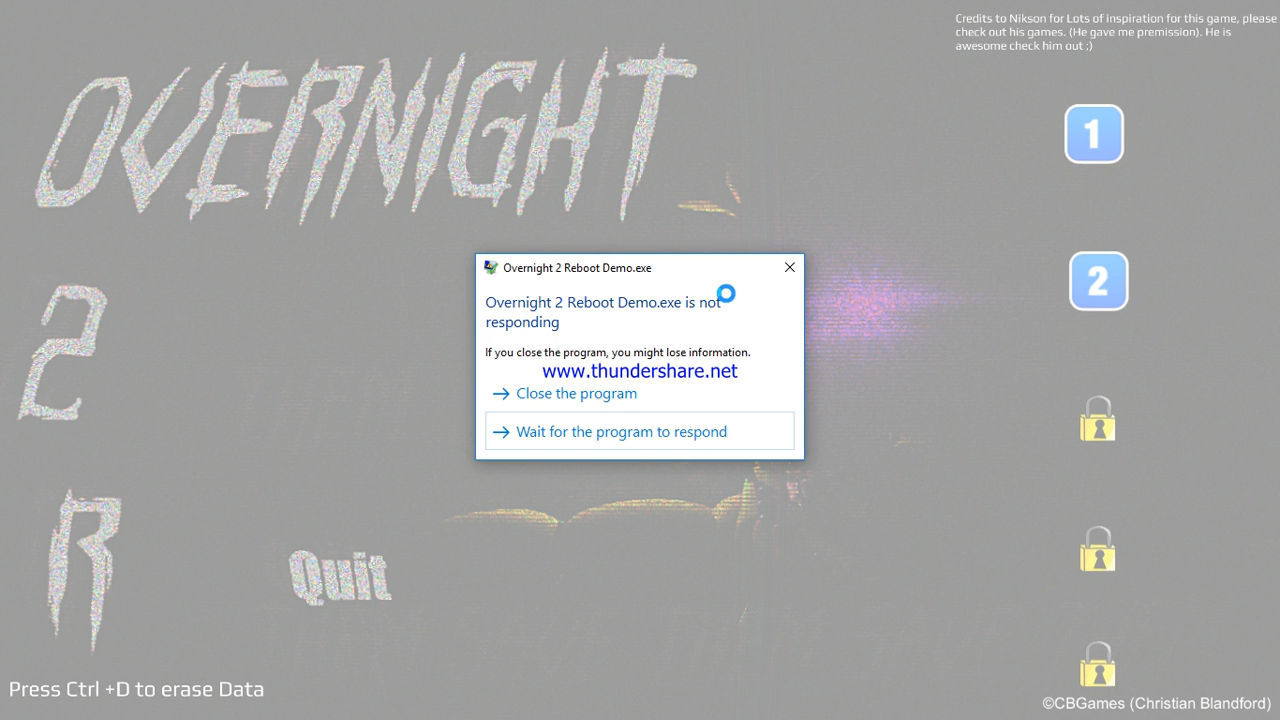 Credits to Nikson for Lots of inspiration for this game, please
check out his games. (He gave me premission). He is
awesome check him out ;)
OVERNIGHT
1
2
2
R
Overnight 2 Reboot Demo.exe
Overnight 2 Reboot Demo.exe is not
responding
If you close the program, you might lose information.
www.thundershare.net
Close the program
Wait for the program to respond
Quit
Press Ctrl +D to erase Data
©CBGames (Christian Blandford)